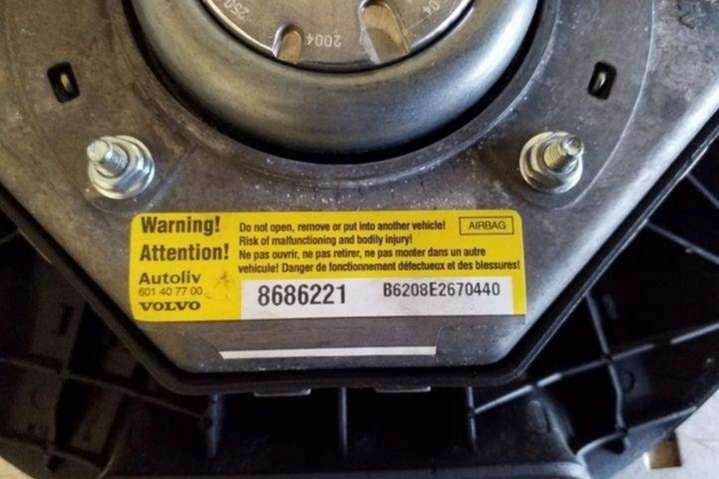 2004
04
Warning! Do not open, remove or put into another vehicle! AIRBAG
Risk of malfunctioning and bodily injury!
Attention! Ne pas ouvrir, ne pas retirer, ne pas monter dans un autre
vehicule! Danger de fonctionnement défectueux et des blessures!
Autoliv
601 40 77 00
VOLVO
8686221 B6208E2670440